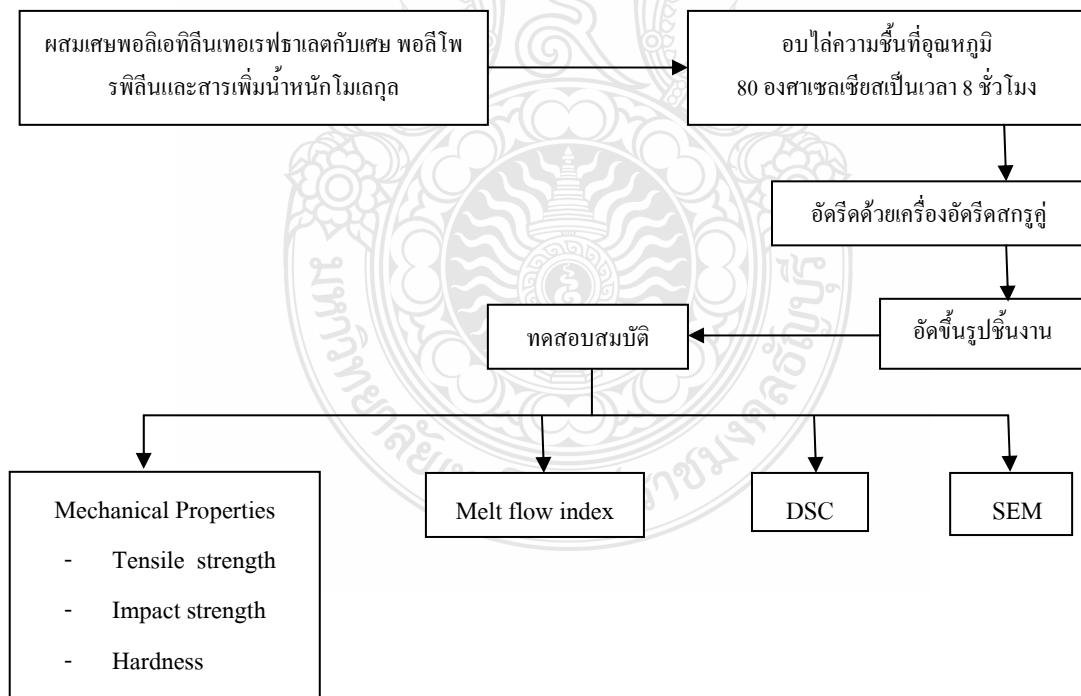 ผสมเศษพอลิเอทิลีนเทอเรฟธาเลตกับเศษ พอลีโพ
รพิลีนและสารเพิ่มน้ำหนักโมเลกุล
อบไล่ความชื้นที่อุณหภูมิ
80 องศาเซลเซียสเป็นเวลา 8 ชั่วโมง
อัดรีดด้วยเครื่องอัดรีดสกรูคู่
อัดขึ้นรูปชิ้นงาน
ทดสอบสมบัติ
Mechanical Properties
- Tensile strength
- Impact strength
- Hardness
Melt flow index
DSC
SEM